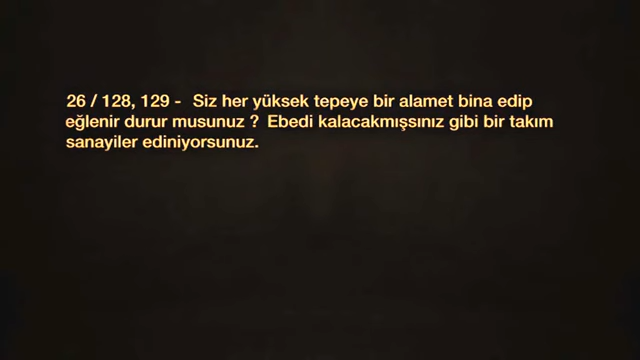 26 / 128, 129 - Siz her yüksek tepeye bir alamet bina edip
eğlenir durur musunuz ? Ebedi kalacakmışsınız gibi bir takım
sanayiler ediniyorsunuz.